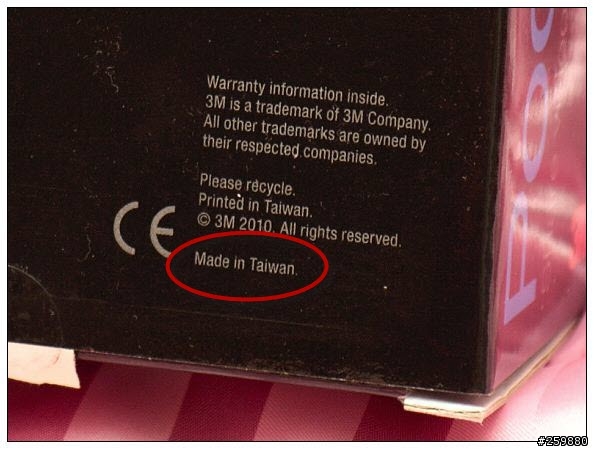 Warranty information inside.
3M is a trademark of 3M Company.
All other trademarks are owned by
their respected companies.
Please recycle.
Printed in Taiwan.
© 3M 2010. All rights reserved.
CE
Made in Taiwan.
#259880